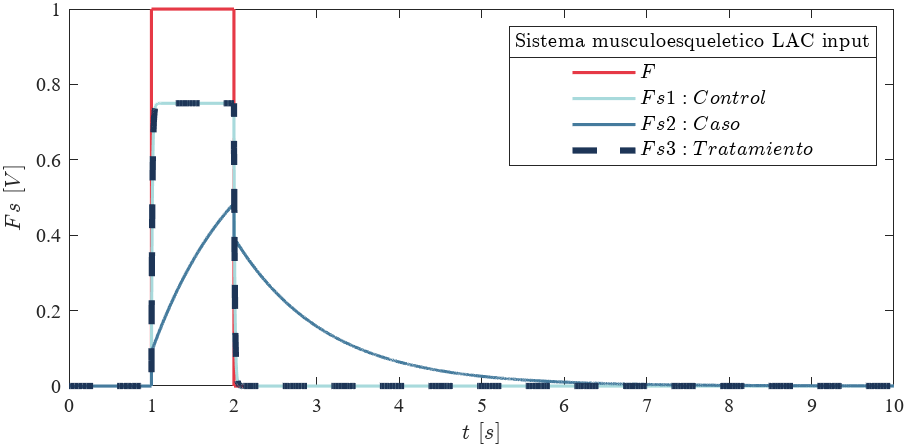 Sistema musculoesqueletico LAC input
F
Fs1 : Control
Fs2 : Caso
Fs3 : Tratamiento
Fs [V]
1
0.8
0.6
0.4
0.2
0
0 1 2 3 4 5 6 7 8 9 10
t [s]